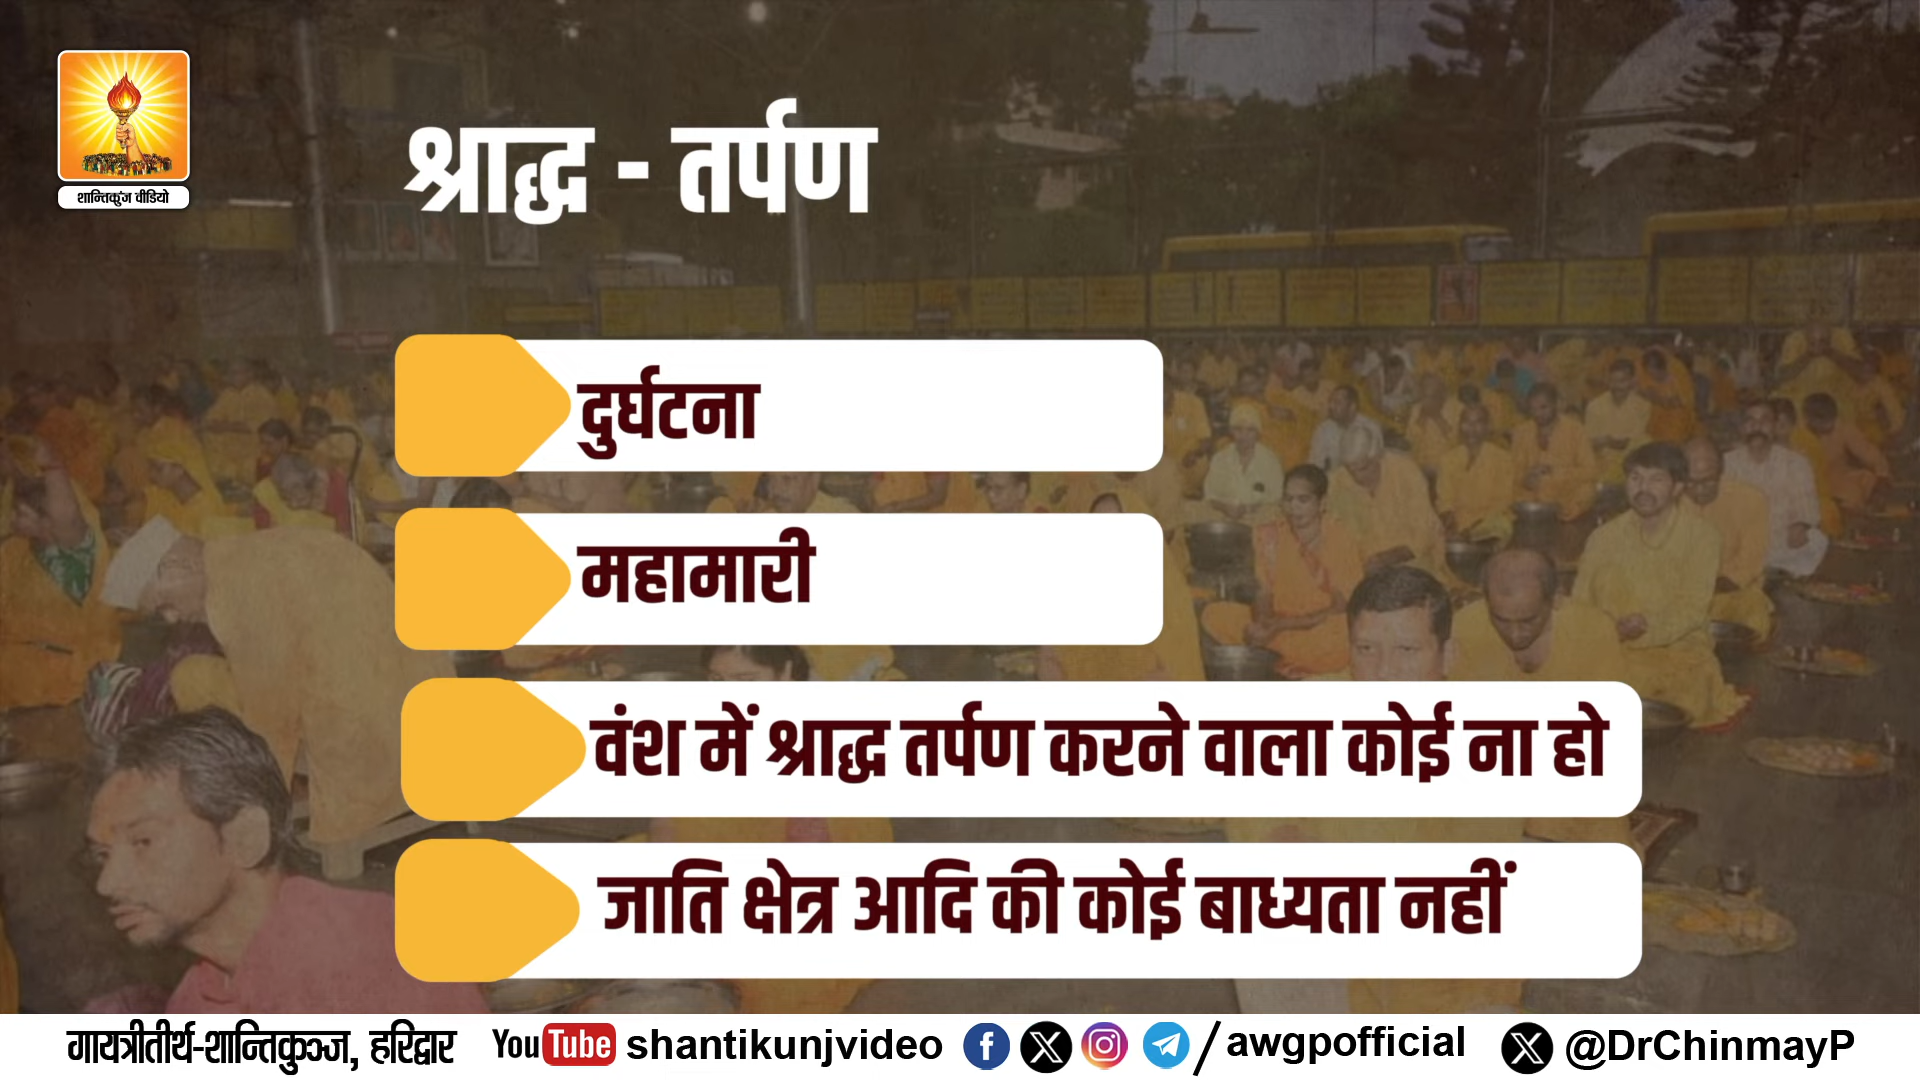 शान्तिकुंज वीडियो
श्राद्ध - तर्पण
दुर्घटना
महामारी
वंश में श्राद्ध तर्पण करने वाला कोई ना हो
जाति क्षेत्र आदि की कोई बाध्यता नहीं
गायत्रीतीर्थ-शान्तिकुञ्ज, हरिद्वार YouTube shantikunjvideo /awgpofficial @DrChinmayP